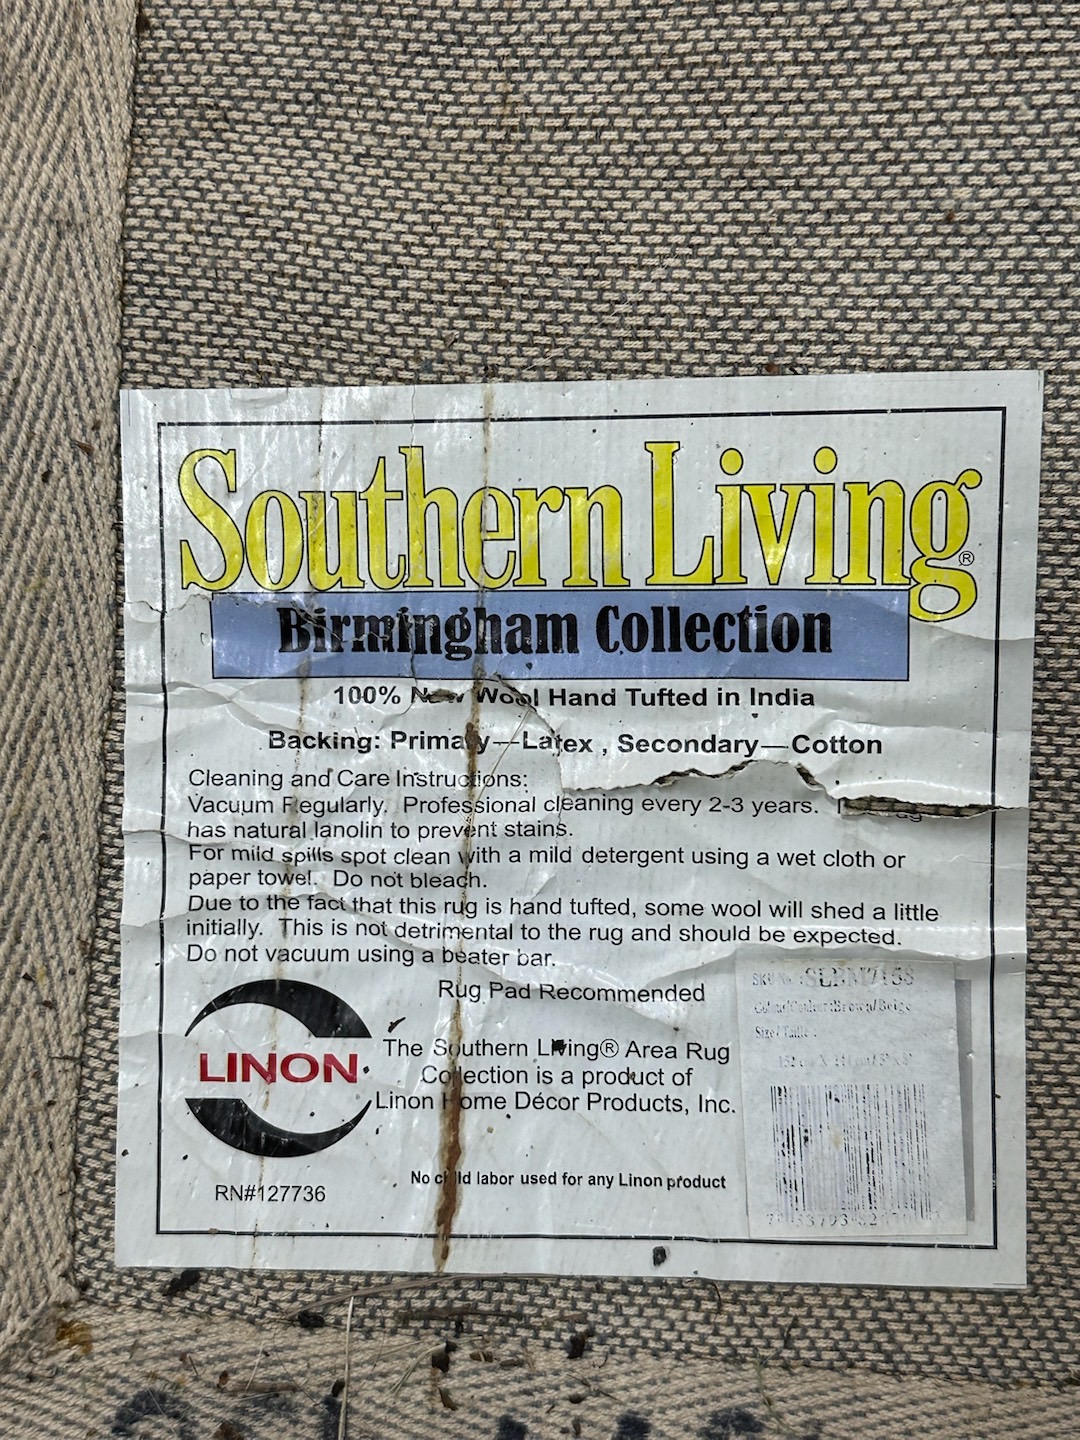 Southern Living®
Birmingham Collection
100% New Wool Hand Tufted in India
Backing: Primary—Latex , Secondary—Cotton
Cleaning and Care Instructions:
Vacuum Regularly. Professional cleaning every 2-3 years.
has natural lanolin to prevent stains.
For mild spills spot clean with a mild detergent using a wet cloth or
paper towel. Do not bleach.
Due to the fact that this rug is hand tufted, some wool will shed a little
initially. This is not detrimental to the rug and should be expected.
Do not vacuum using a beater bar.
Rug Pad Recommended
LINON
The Southern Living® Area Rug
Collection is a product of
Linon Home Décor Products, Inc.
No child labor used for any Linon product
RN#127736
Brown/Beige
Size/Taille :